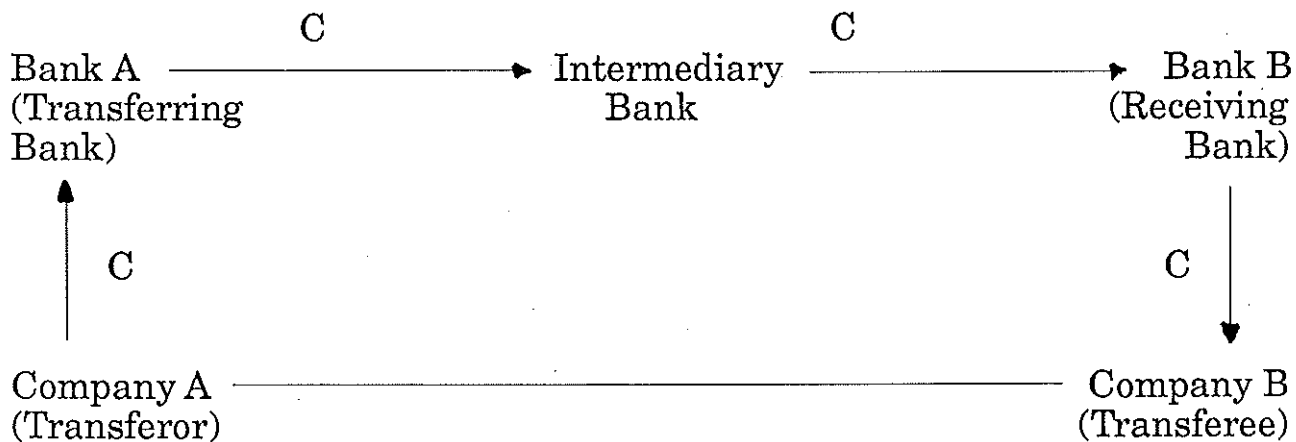 C C
Bank A Intermediary Bank B
(Transferring Bank (Receiving
Bank) Bank)
C C
Company A Company B
(Transferor) (Transferee)